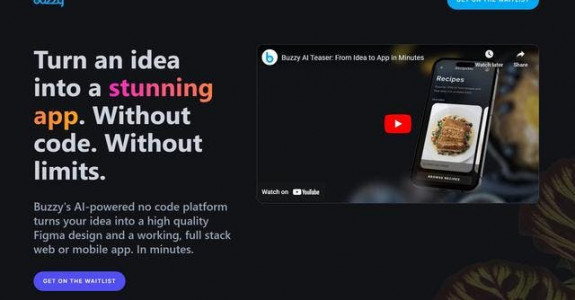 buzzy
GET ON THE WAITLIST
Turn an idea
into a stunning
app. Without
code. Without
limits.
Buzzy's AI-powered no code platform
turns your idea into a high quality
Figma design and a working, full stack
web or mobile app. In minutes.
GET ON THE WAITLIST
b Buzzy AI Teaser: From Idea to App in Minutes
Watch later Share
Recipes
BROWSE RECIPES
Watch on YouTube